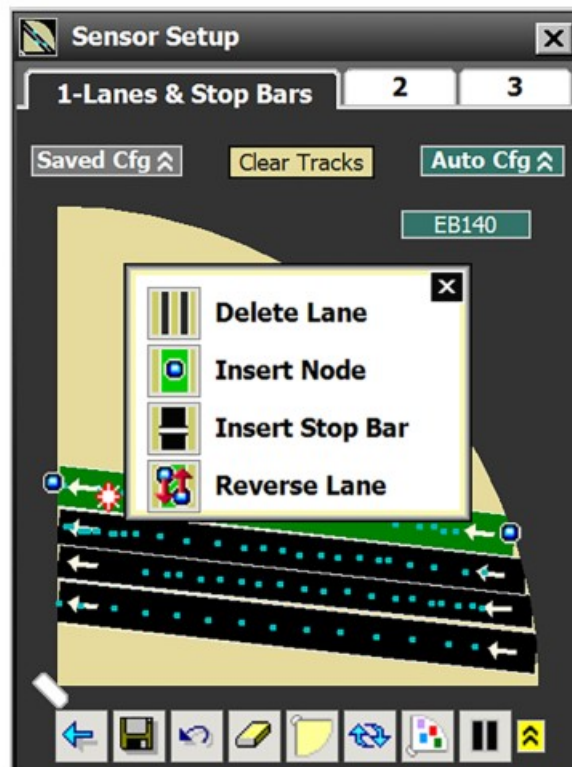 Sensor Setup
1-Lanes & Stop Bars 2 3
Saved Cfg Clear Tracks Auto Cfg
EB140
Delete Lane
Insert Node
Insert Stop Bar
Reverse Lane